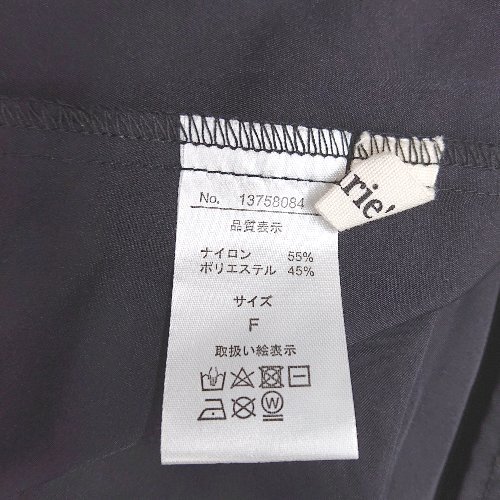 No. 13758084
品質表示
ナイロン 55%
ポリエステル 45%
サイズ
F
取扱い絵表示
W
rie'